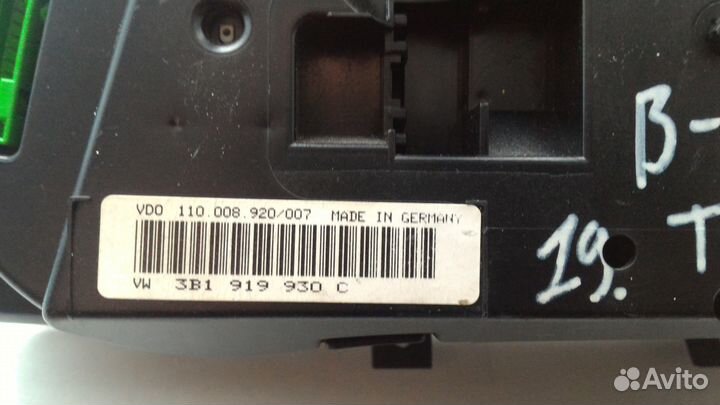 B-
T
19.
VDO 110.008.920/007 MADE IN GERMANY
VW 3B1 919 930 C
Avito